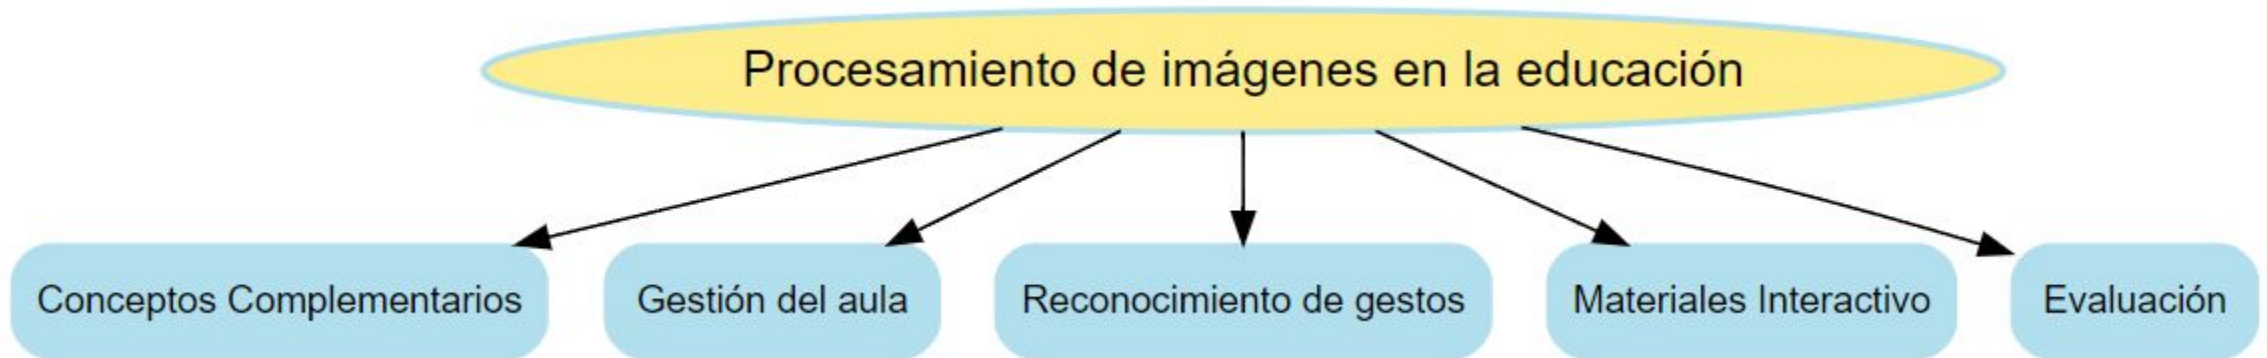 Procesamiento de imágenes en la educación
Conceptos Complementarios
Gestión del aula
Reconocimiento de gestos
Materiales Interactivo
Evaluación